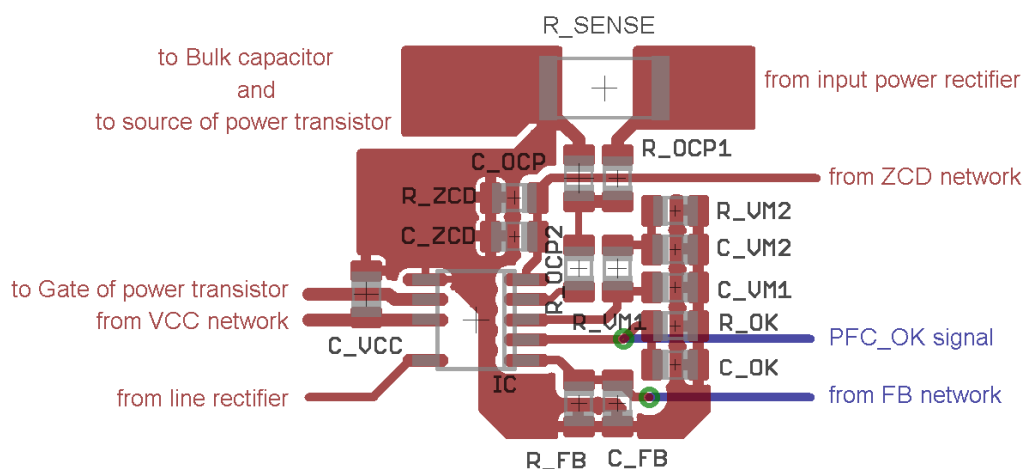 R_SENSE
to Bulk capacitor
and
to source of power transistor
from input power rectifier
R_OCP1
C_OCP
from ZCD network
R_ZCD
R_VM2
C_ZCD
C_VM2
R_OCP2
to Gate of power transistor
C_VM1
from VCC network
R_VM1
R_OK
PFC_OK signal
C_VCC
C_OK
IC
from line rectifier
from FB network
R_FB
C_FB